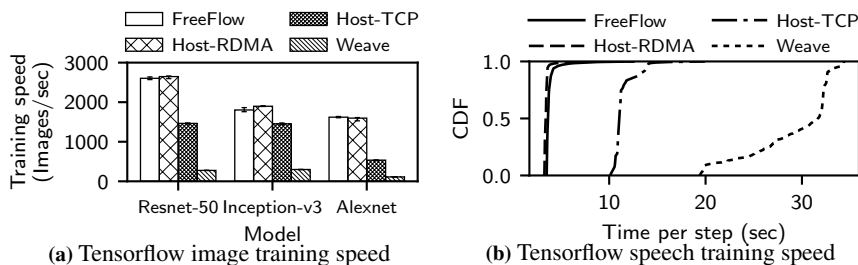 FreeFlow Host-TCP
Host-RDMA Weave
Training speed
(Images/sec)
3000
2000
1000
0
Resnet-50 Inception-v3 Alexnet
Model
(a) Tensorflow image training speed
FreeFlow Host-TCP
Host-RDMA Weave
CDF
1.0
0.5
0.0
10 20 30
Time per step (sec)
(b) Tensorflow speech training speed